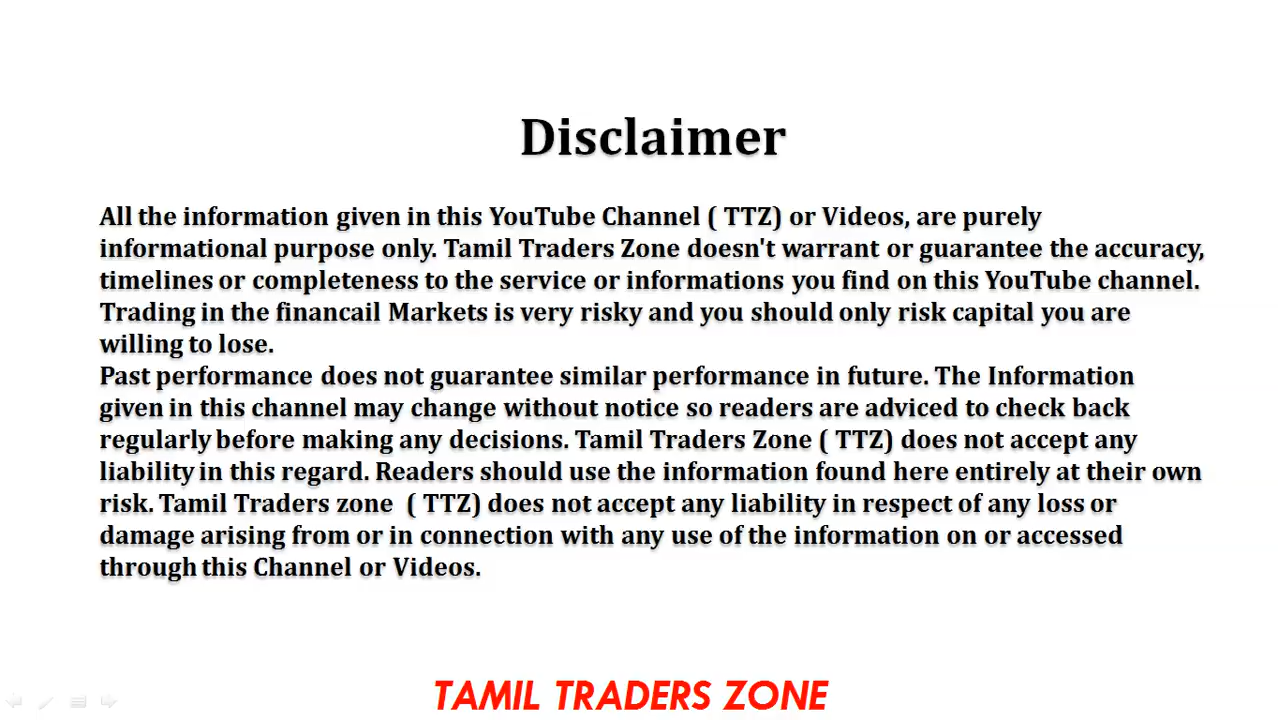 Disclaimer
All the information given in this YouTube Channel ( TTZ) or Videos, are purely
informational purpose only. Tamil Traders Zone doesn't warrant or guarantee the accuracy,
timelines or completeness to the service or informations you find on this YouTube channel.
Trading in the financail Markets is very risky and you should only risk capital you are
willing to lose.
Past performance does not guarantee similar performance in future. The Information
given in this channel may change without notice so readers are adviced to check back
regularly before making any decisions. Tamil Traders Zone ( TTZ) does not accept any
liability in this regard. Readers should use the information found here entirely at their own
risk. Tamil Traders zone  ( TTZ) does not accept any liability in respect of any loss or
damage arising from or in connection with any use of the information on or accessed
through this Channel or Videos.
TAMIL TRADERS ZONE